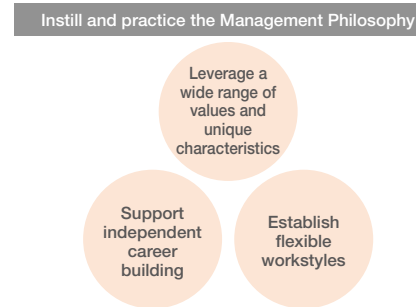 Instill and practice the Management Philosophy
Leverage a
wide range of
values and
unique
characteristics
Support
independent
career
building
Establish
flexible
workstyles